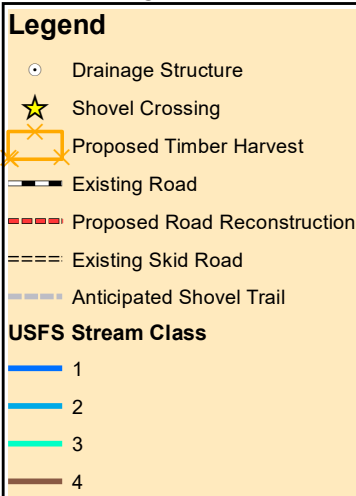 Legend
Drainage Structure
Shovel Crossing
Proposed Timber Harvest
Existing Road
Proposed Road Reconstruction
Existing Skid Road
Anticipated Shovel Trail
USFS Stream Class
1
2
3
4